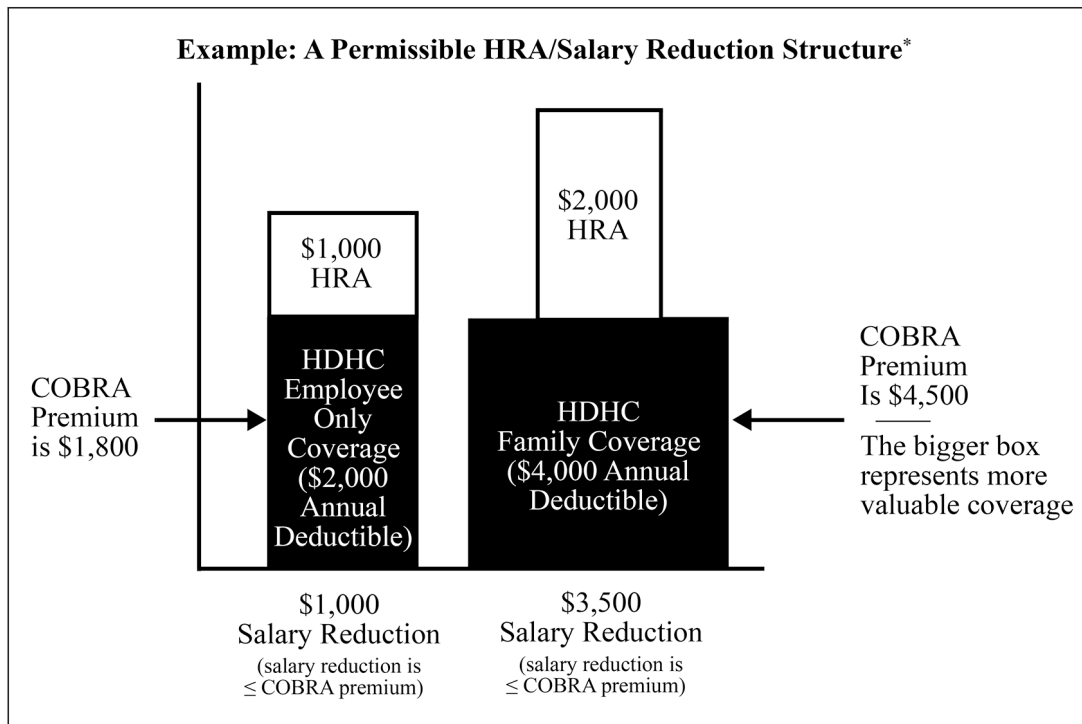 Example: A Permissible HRA/Salary Reduction Structure*
$1,000
HRA
$2,000
HRA
COBRA
Premium
is $1,800
HDHC
Employee
Only
Coverage
($2,000
Annual
Deductible)
HDHC
Family Coverage
($4,000 Annual
Deductible)
COBRA
Premium
Is $4,500
The bigger box
represents more
valuable coverage
$1,000
Salary Reduction
(salary reduction is
≤ COBRA premium)
$3,500
Salary Reduction
(salary reduction is
≤ COBRA premium)